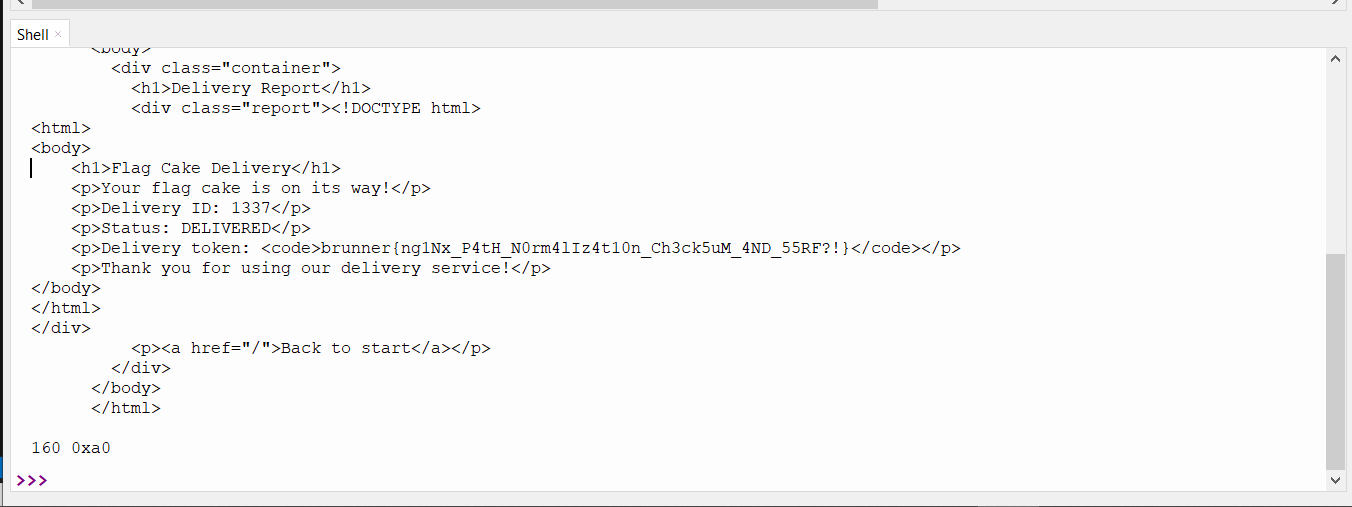 Shell ×
<body>
<div class="container">
<h1>Delivery Report</h1>
<div class="report"><!DOCTYPE html>
<html>
<body>
<h1>Flag Cake Delivery</h1>
<p>Your flag cake is on its way!</p>
<p>Delivery ID: 1337</p>
<p>Status: DELIVERED</p>
<p>Delivery token: <code>brunner{ng1Nx_P4tH_N0rm4lIz4t10n_Ch3ck5uM_4ND_55RF?!}</code></p>
<p>Thank you for using our delivery service!</p>
</body>
</html>
</div>
<p><a href="/">Back to start</a></p>
</div>
</body>
</html>
160 0xa0
>>>